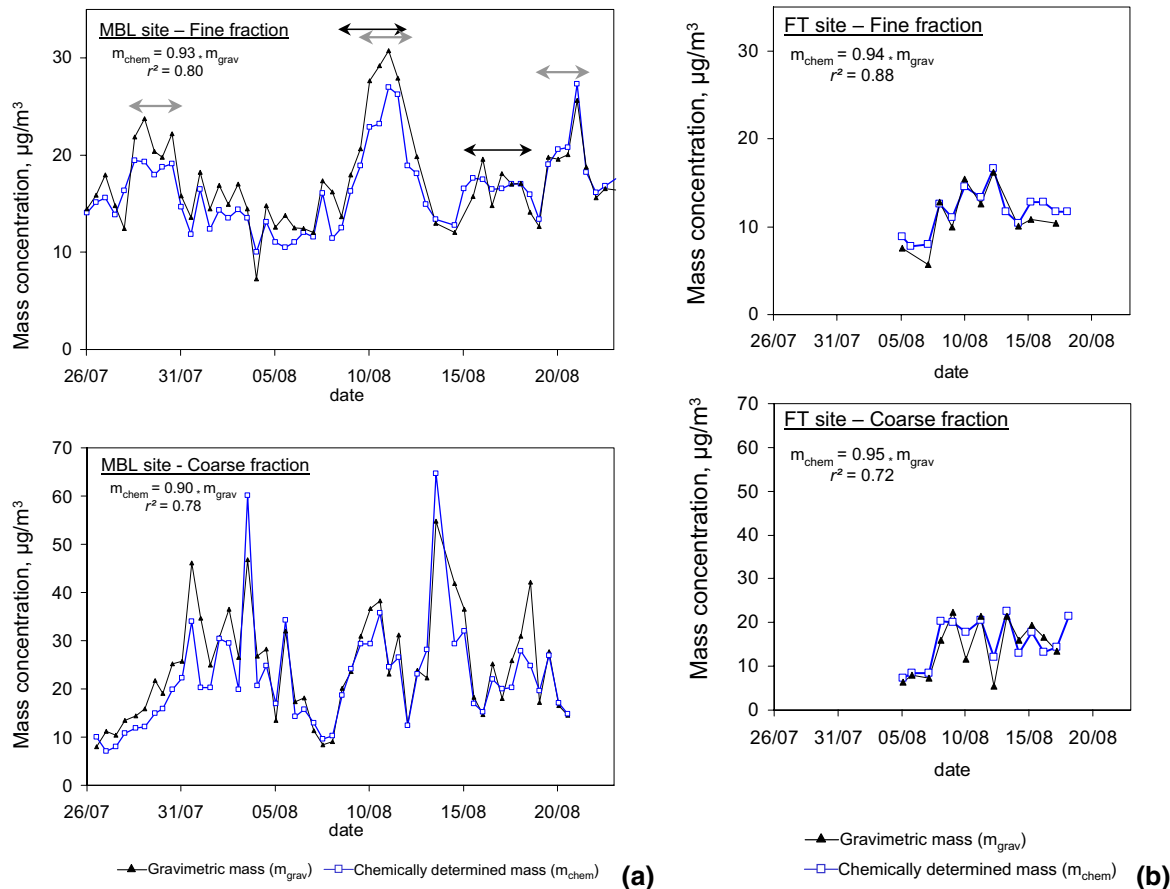 MBL site – Fine fraction
m_chem = 0.93 * m_grav
r² = 0.80
Mass concentration, µg/m³
30
20
10
0
26/07 31/07 05/08 10/08 15/08 20/08
date
FT site – Fine fraction
m_chem = 0.94 * m_grav
r² = 0.88
Mass concentration, µg/m³
30
20
10
0
26/07 31/07 05/08 10/08 15/08 20/08
date
MBL site - Coarse fraction
m_chem = 0.90 * m_grav
r² = 0.78
Mass concentration, µg/m³
70
60
50
40
30
20
10
0
26/07 31/07 05/08 10/08 15/08 20/08
date
Gravimetric mass (m_grav) Chemically determined mass (m_chem) (a)
FT site – Coarse fraction
m_chem = 0.95 * m_grav
r² = 0.72
Mass concentration, µg/m³
70
60
50
40
30
20
10
0
26/07 31/07 05/08 10/08 15/08 20/08
date
Gravimetric mass (m_grav)
Chemically determined mass (m_chem) (b)